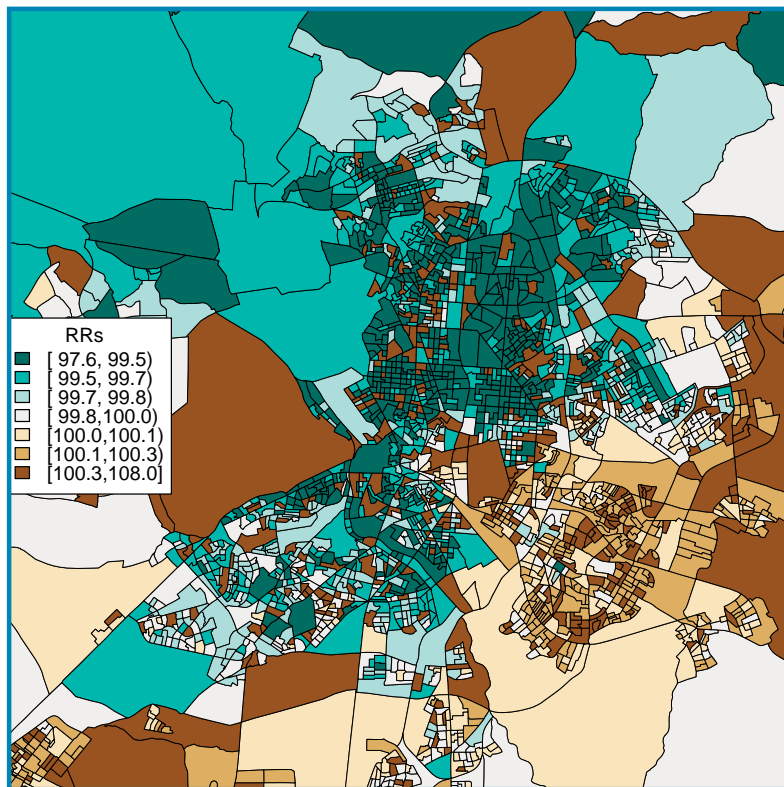 RRs
[ 97.6, 99.5)
[ 99.5, 99.7)
[ 99.7, 99.8)
[ 99.8,100.0)
[100.0,100.1)
[100.1,100.3)
[100.3,108.0]